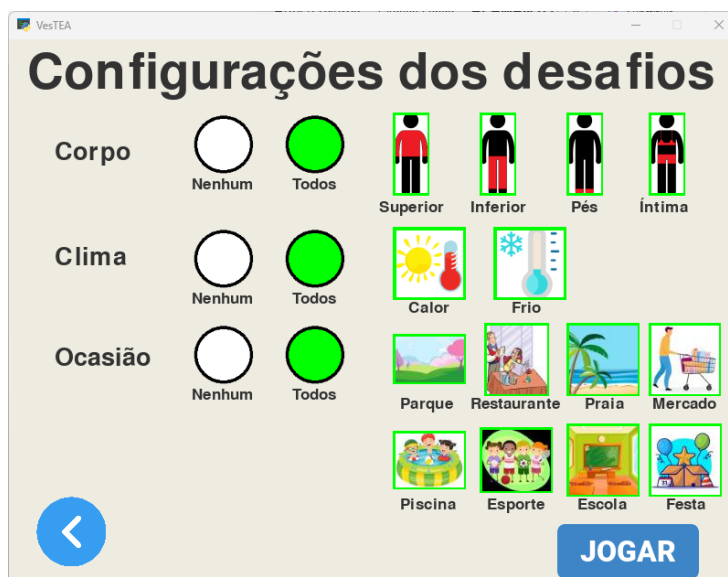 VesTEA
Configurações dos desafios
Corpo
Nenhum
Todos
Superior
Inferior
Pés
Íntima
Clima
Nenhum
Todos
Calor
Frio
Ocasião
Nenhum
Todos
Parque
Restaurante
Praia
Mercado
Piscina
Esporte
Escola
Festa
JOGAR